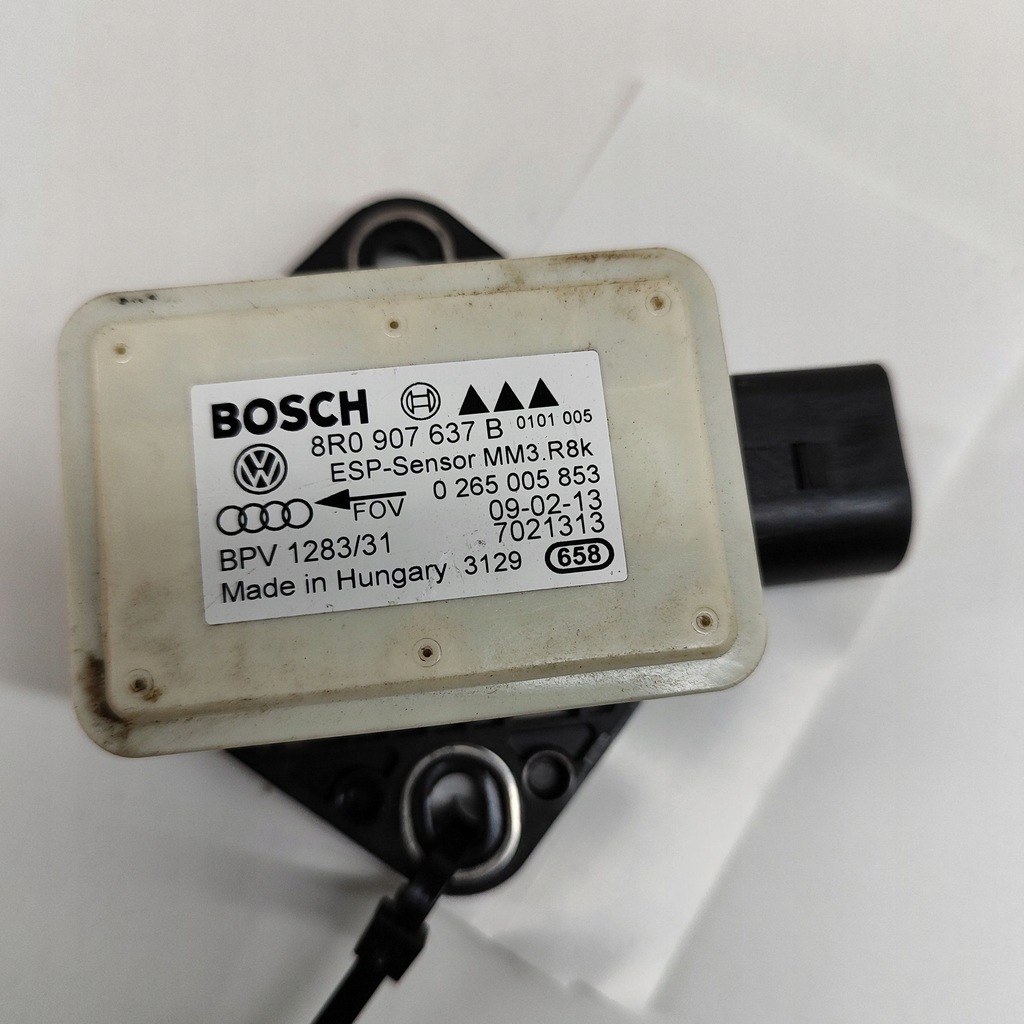 BOSCH
8R0 907 637 B 0101 005
ESP-Sensor MM3.R8k
0 265 005 853
FOV 09-02-13
7021313
BPV 1283/31
Made in Hungary 3129 658